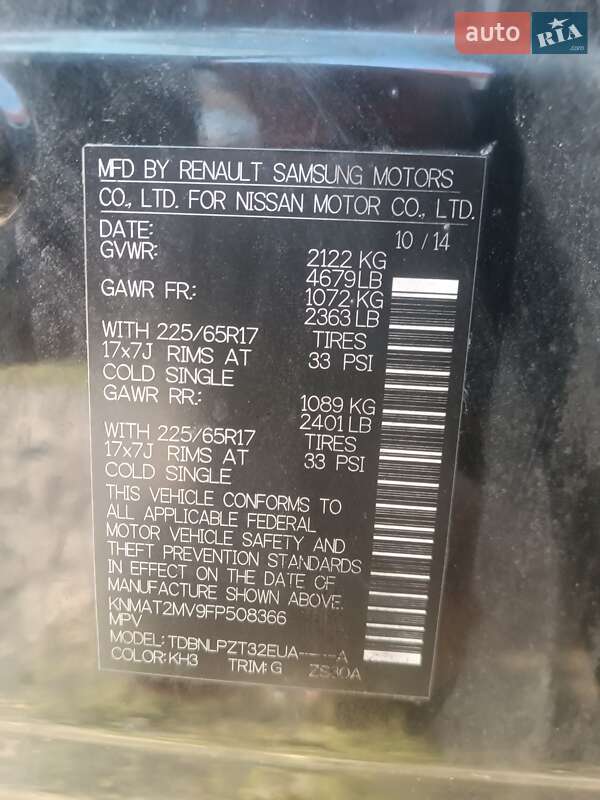 auto RIA.com
MFD BY RENAULT SAMSUNG MOTORS
CO., LTD. FOR NISSAN MOTOR CO., LTD.
DATE: 10 / 14
GVWR: 2122 KG
4679 LB
GAWR FR.: 1072 KG
2363 LB
WITH 225/65R17 TIRES
17x7J RIMS AT 33 PSI
COLD SINGLE
GAWR RR.: 1089 KG
2401 LB
WITH 225/65R17 TIRES
17x7J RIMS AT 33 PSI
COLD SINGLE
THIS VEHICLE CONFORMS TO
ALL APPLICABLE FEDERAL
MOTOR VEHICLE SAFETY AND
THEFT PREVENTION STANDARDS
IN EFFECT ON THE DATE OF
MANUFACTURE SHOWN ABOVE.
KNMAT2MV9FP508366
MPV
MODEL: TDBNLPZT32EUA-----A
COLOR: KH3 TRIM: G ZS30A